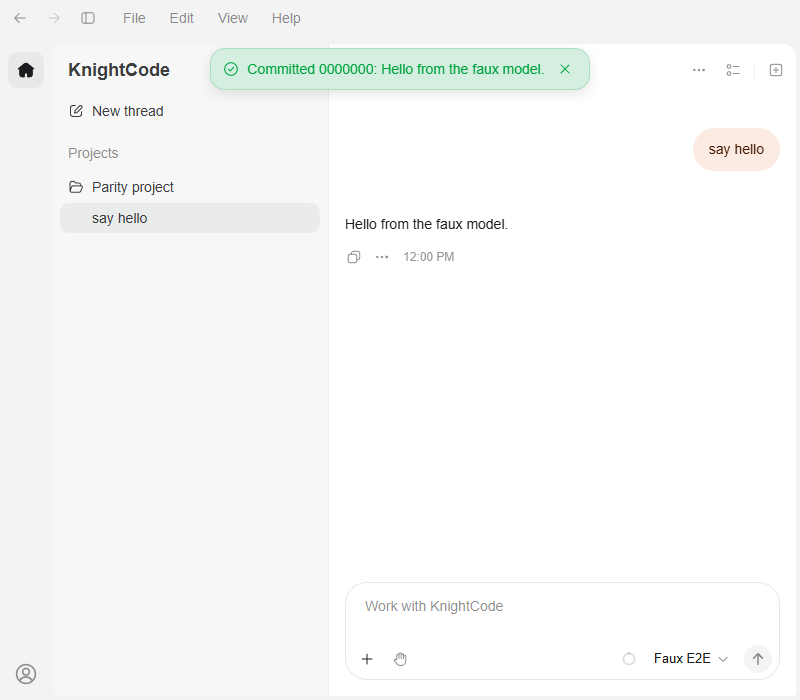 File Edit View Help
KnightCode
Committed 0000000: Hello from the faux model.
New thread
Projects
Parity project
say hello
say hello
Hello from the faux model.
12:00 PM
Work with KnightCode
Faux E2E